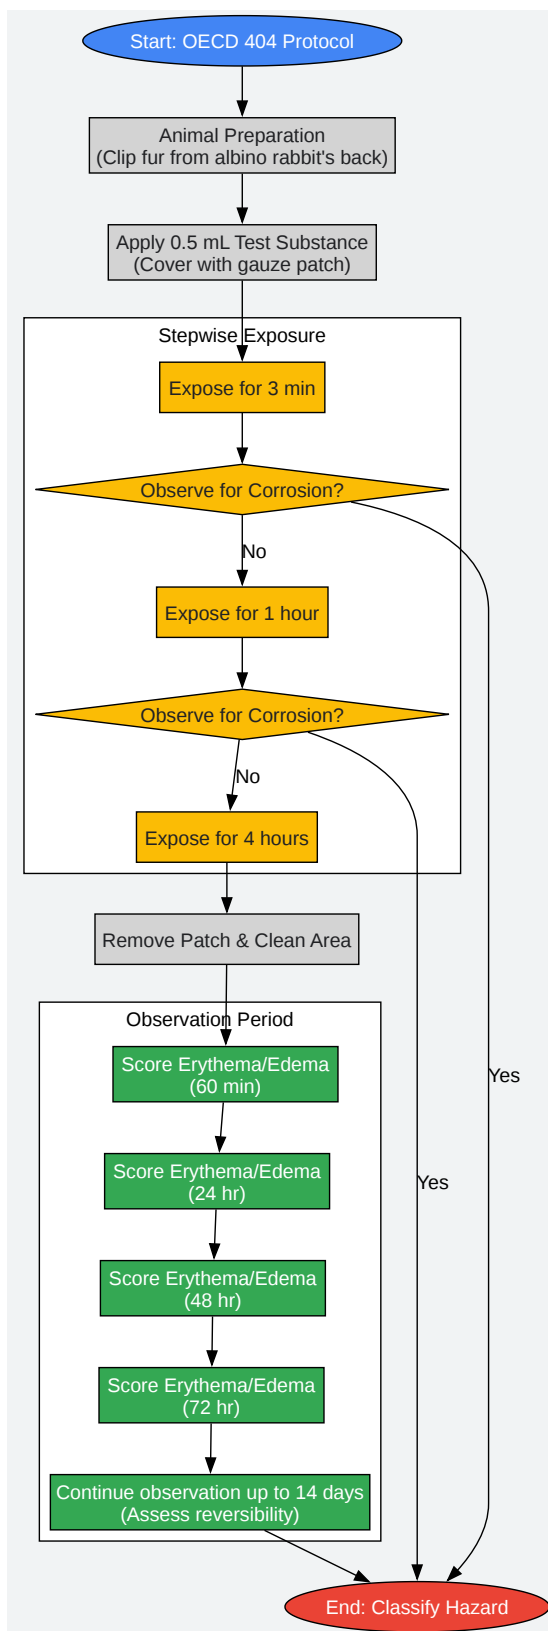 Start: OECD 404 Protocol
Animal Preparation
(Clip fur from albino rabbit's back)
Apply 0.5 mL Test Substance
(Cover with gauze patch)
Stepwise Exposure
Expose for 3 min
Observe for Corrosion?
No
Expose for 1 hour
Observe for Corrosion?
No
Expose for 4 hours
Remove Patch & Clean Area
Observation Period
Score Erythema/Edema
(60 min)
Yes
Score Erythema/Edema
(24 hr)
Yes
Score Erythema/Edema
(48 hr)
Score Erythema/Edema
(72 hr)
Continue observation up to 14 days
(Assess reversibility)
End: Classify Hazard